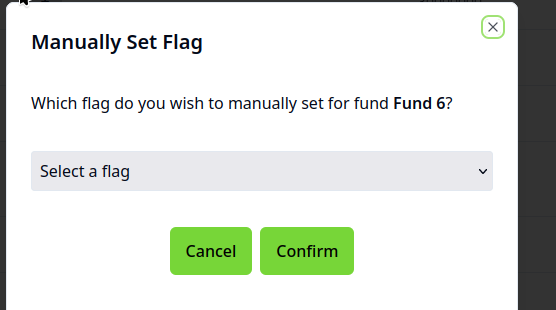 Manually Set Flag
Which flag do you wish to manually set for fund Fund 6?
Select a flag
Cancel
Confirm